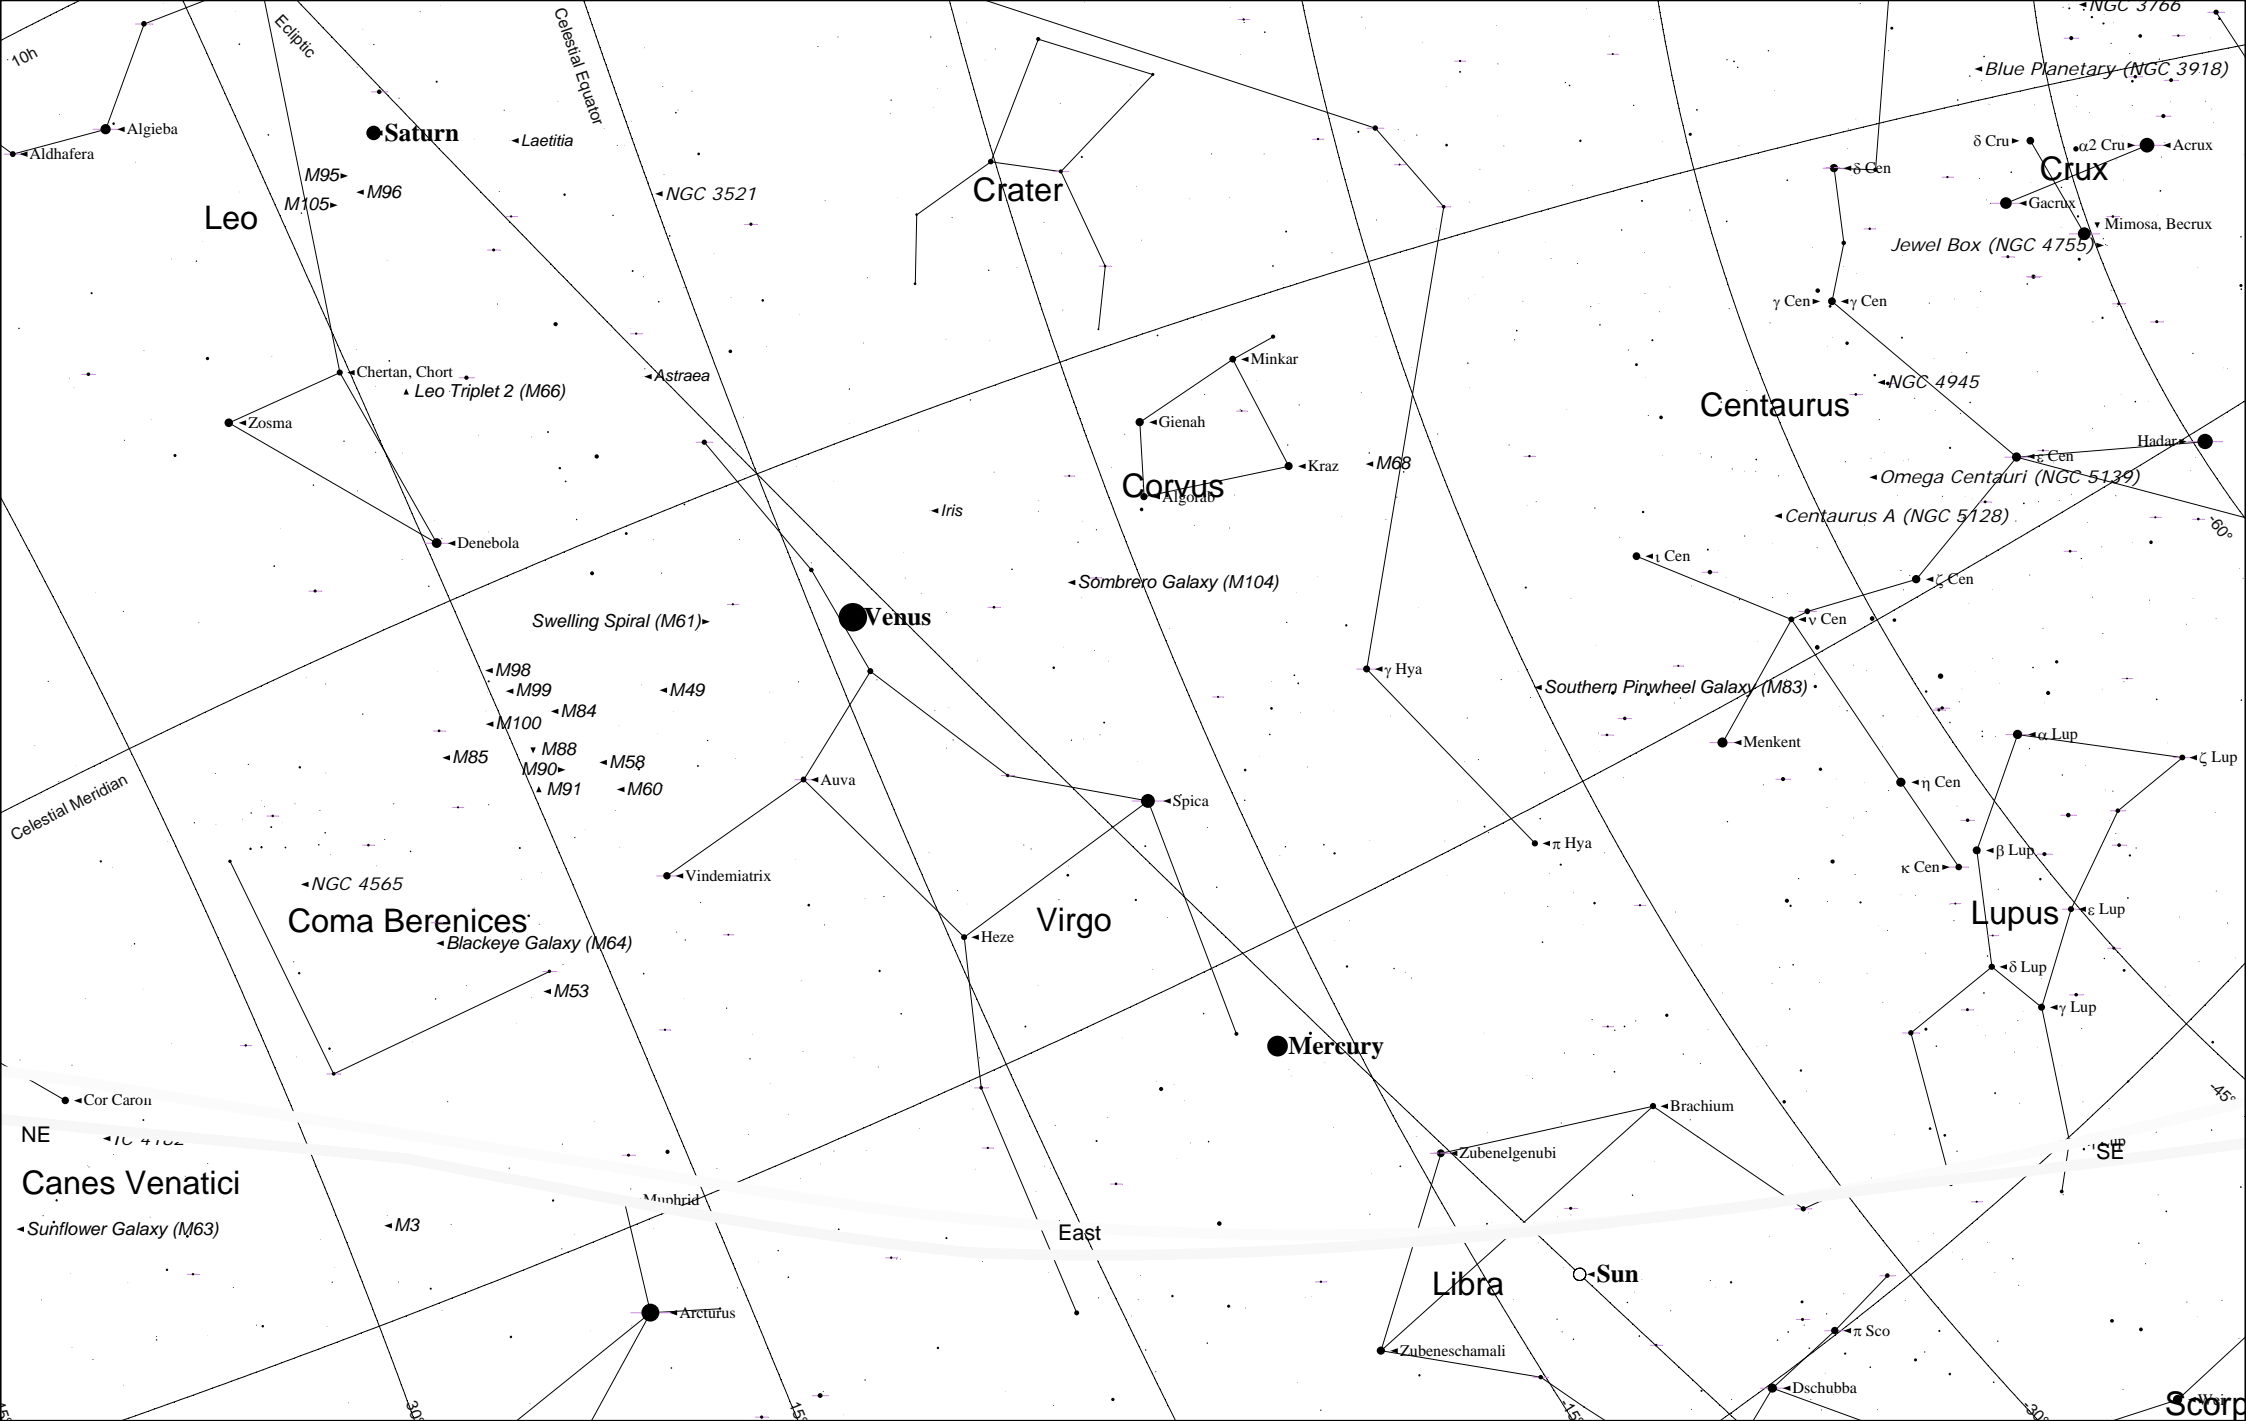 NGC 3766
10h
Ecliptic
Celestial Equator
Blue Planetary (NGC 3918)
Algieba
Saturn
Laetitia
Aldhafera
δ Cru
α2 Cru
Acrux
Crux
M95
M96
M105
NGC 3521
Crater
δ Cen
Leo
Gacrux
Mimosa, Becrux
Jewel Box (NGC 4755)
γ Cen
γ Cen
Minkar
Chertan, Chort
Astraea
Leo Triplet 2 (M66)
NGC 4945
Centaurus
Zosma
Gienah
Hadar
Kraz
M68
ε Cen
Omega Centauri (NGC 5139)
Corvus
Algorab
Iris
Centaurus A (NGC 5128)
-60°
Denebola
ι Cen
Sombrero Galaxy (M104)
ζ Cen
Swelling Spiral (M61)
Venus
ν Cen
M98
M99
M49
γ Hya
Southern Pinwheel Galaxy (M83)
M84
M100
M88
M85
M90
M58
M91
M60
Menkent
α Lup
ζ Lup
Auva
η Cen
Celestial Meridian
Spica
π Hya
β Lup
κ Cen
Vindemiatrix
NGC 4565
Coma Berenices
Virgo
Lupus
ε Lup
Blackeye Galaxy (M64)
Heze
δ Lup
M53
γ Lup
Mercury
-45°
Cor Caroli
Brachium
NE
Zubenelgenubi
SE
Canes Venatici
Muphrid
Sunflower Galaxy (M63)
M3
East
Libra
Sun
Arcturus
π Sco
Zubeneschamali
Dschubba
30°
15°
-15°
-30°
Scorp